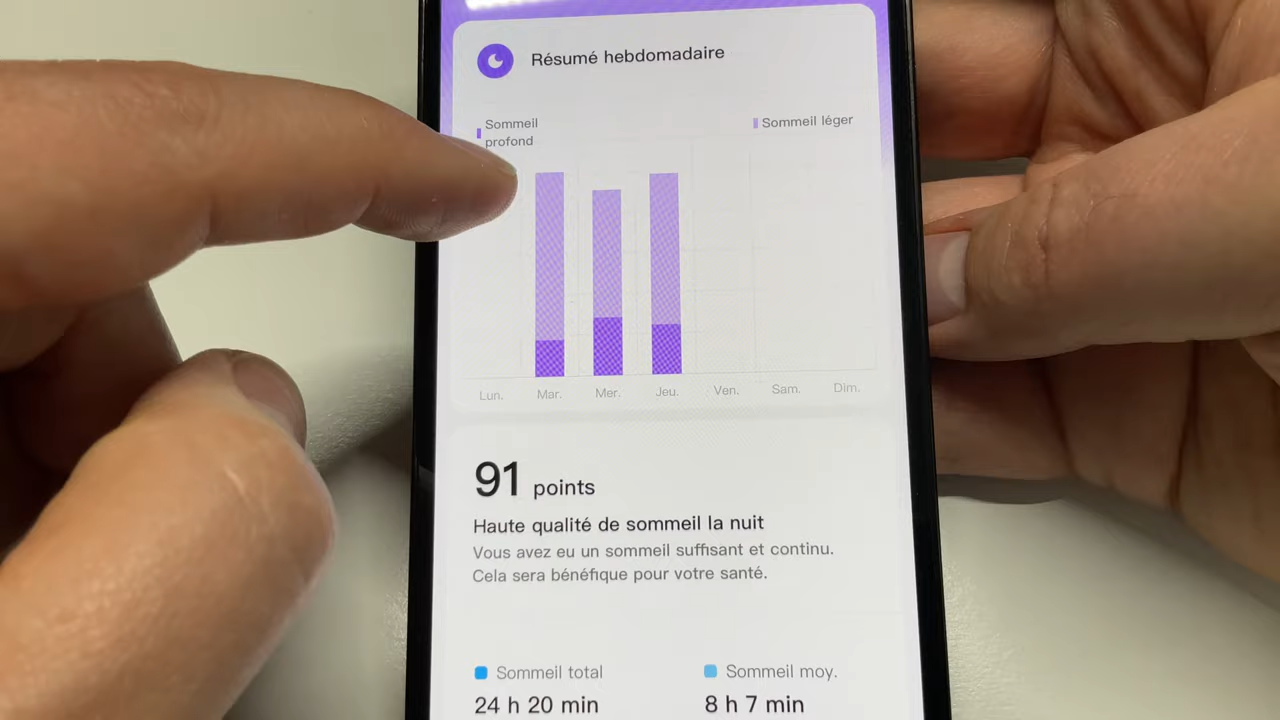 Résumé hebdomadaire
Sommeil
profond
Sommeil léger
Lun. Mar. Mer. Jeu. Ven. Sam. Dim.
91 points
Haute qualité de sommeil la nuit
Vous avez eu un sommeil suffisant et continu.
Cela sera bénéfique pour votre santé.
Sommeil total
24 h 20 min
Sommeil moy.
8 h 7 min